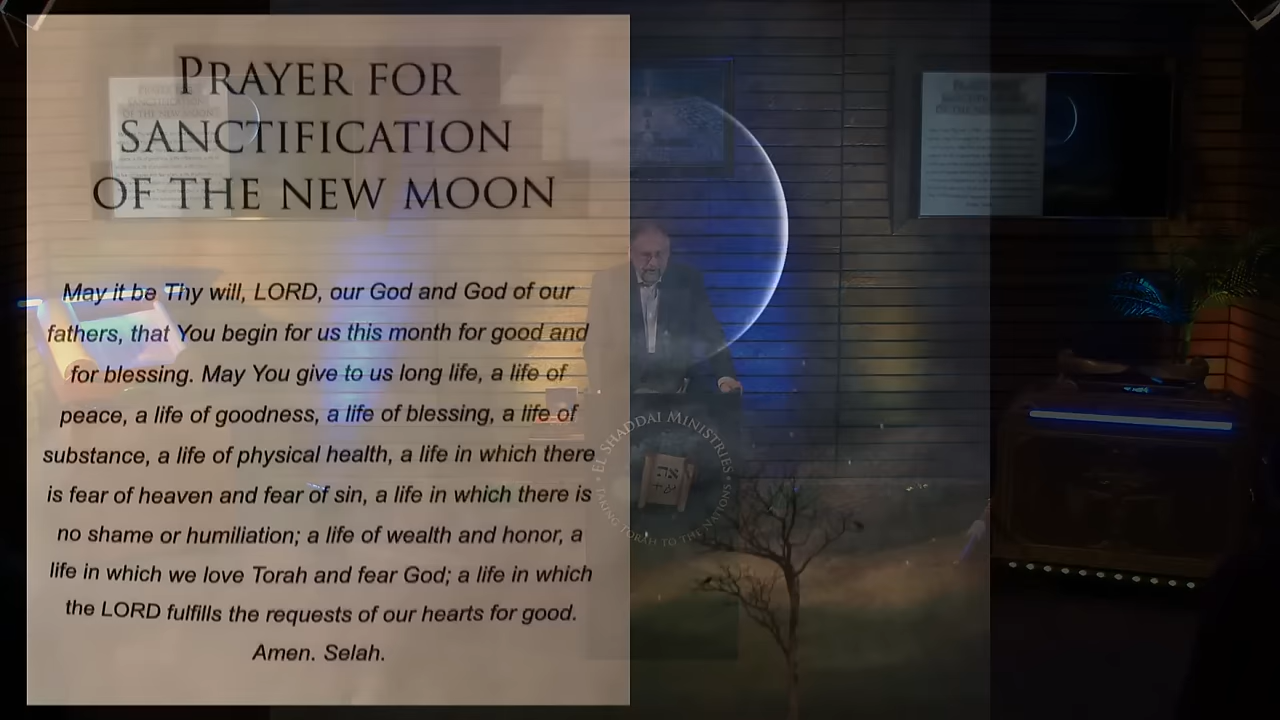 PRAYER FOR
SANCTIFICATION
OF THE NEW MOON
May it be Thy will, LORD, our God and God of our
fathers, that You begin for us this month for good and
for blessing. May You give to us long life, a life of
peace, a life of goodness, a life of blessing, a life of
substance, a life of physical health, a life in which there
is fear of heaven and fear of sin, a life in which there is
no shame or humiliation; a life of wealth and honor, a
life in which we love Torah and fear God; a life in which
the LORD fulfills the requests of our hearts for good.
Amen. Selah.
EL SHADDAI MINISTRIES
TAKING TORAH TO THE NATIONS